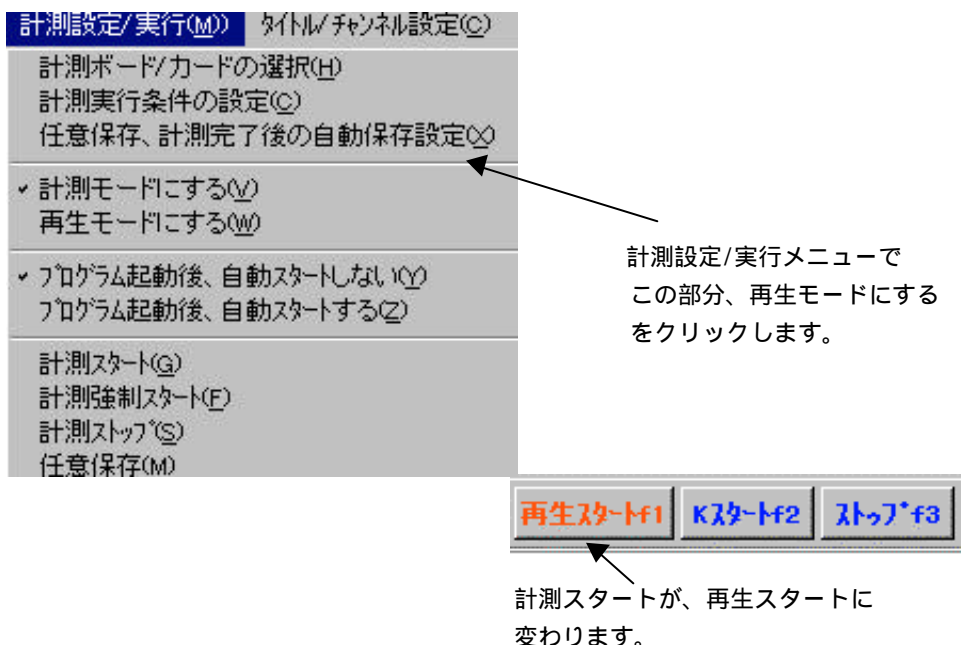 計測設定/実行(M)) ﾀｲﾄﾙ/ﾁｬﾝﾈﾙ設定(C)
計測ボード/カードの選択(H)
計測実行条件の設定(C)
任意保存、計測完了後の自動保存設定(X)
計測モードにする(V)
再生モードにする(W)
ﾌﾟﾛｸﾞﾗﾑ起動後、自動ｽﾀｰﾄしない(Y)
ﾌﾟﾛｸﾞﾗﾑ起動後、自動ｽﾀｰﾄする(Z)
計測ｽﾀｰﾄ(G)
計測強制ｽﾀｰﾄ(F)
計測ｽﾄｯﾌﾟ(S)
任意保存(M)
計測設定/実行メニューで
この部分、再生モードにする
をクリックします。
再生ｽﾀｰﾄf1 Kｽﾀｰﾄf2 ｽﾄｯﾌﾟf3
計測スタートが、再生スタートに
変わります。